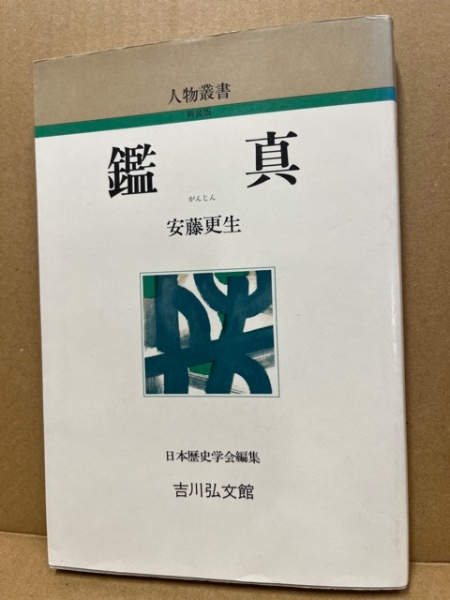 人物叢書
新装版
鑑真
がんじん
安藤更生
日本歴史学会編集
吉川弘文館